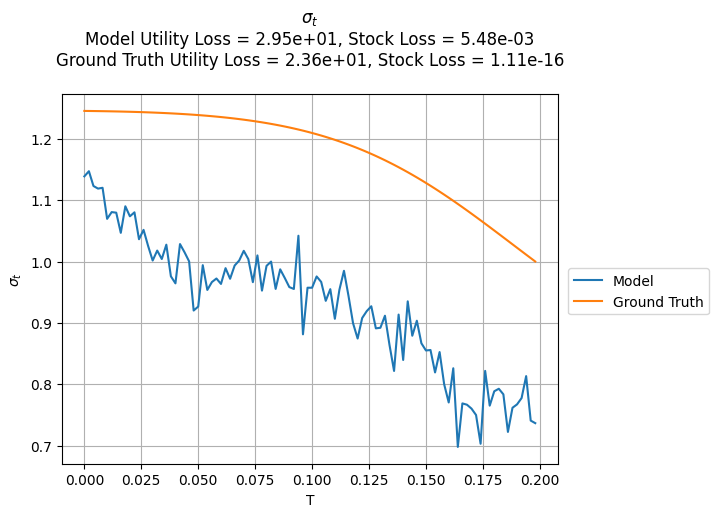 σt
Model Utility Loss = 2.95e+01, Stock Loss = 5.48e-03
Ground Truth Utility Loss = 2.36e+01, Stock Loss = 1.11e-16
1.2
1.1
1.0
0.9
0.8
0.7
σt
0.000 0.025 0.050 0.075 0.100 0.125 0.150 0.175 0.200
T
Model
Ground Truth